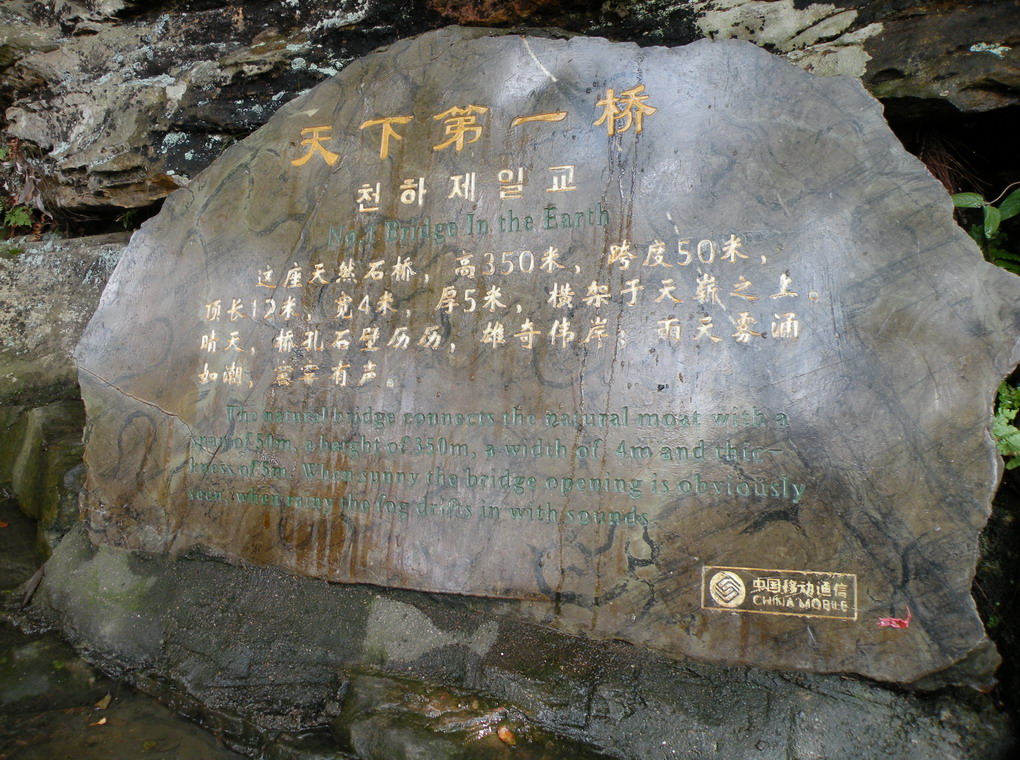 天下第一桥
천하제일교
No.1 Bridge In the Earth
这座天然石桥，高350米，跨度50米，
顶长12米，宽4米，厚5米，横架于天堑之上。
晴天，桥孔石壁历历，雄奇伟岸；雨天雾涌
如潮，霭霭有声。
The natural bridge connects the natural moat with a
span of 50m, a height of 350m, a width of 4m and thic-
kness of 5m. When sunny the bridge opening is obviously
seen, when rainy the fog drifts in with sounds.
中国移动通信
CHINA MOBILE